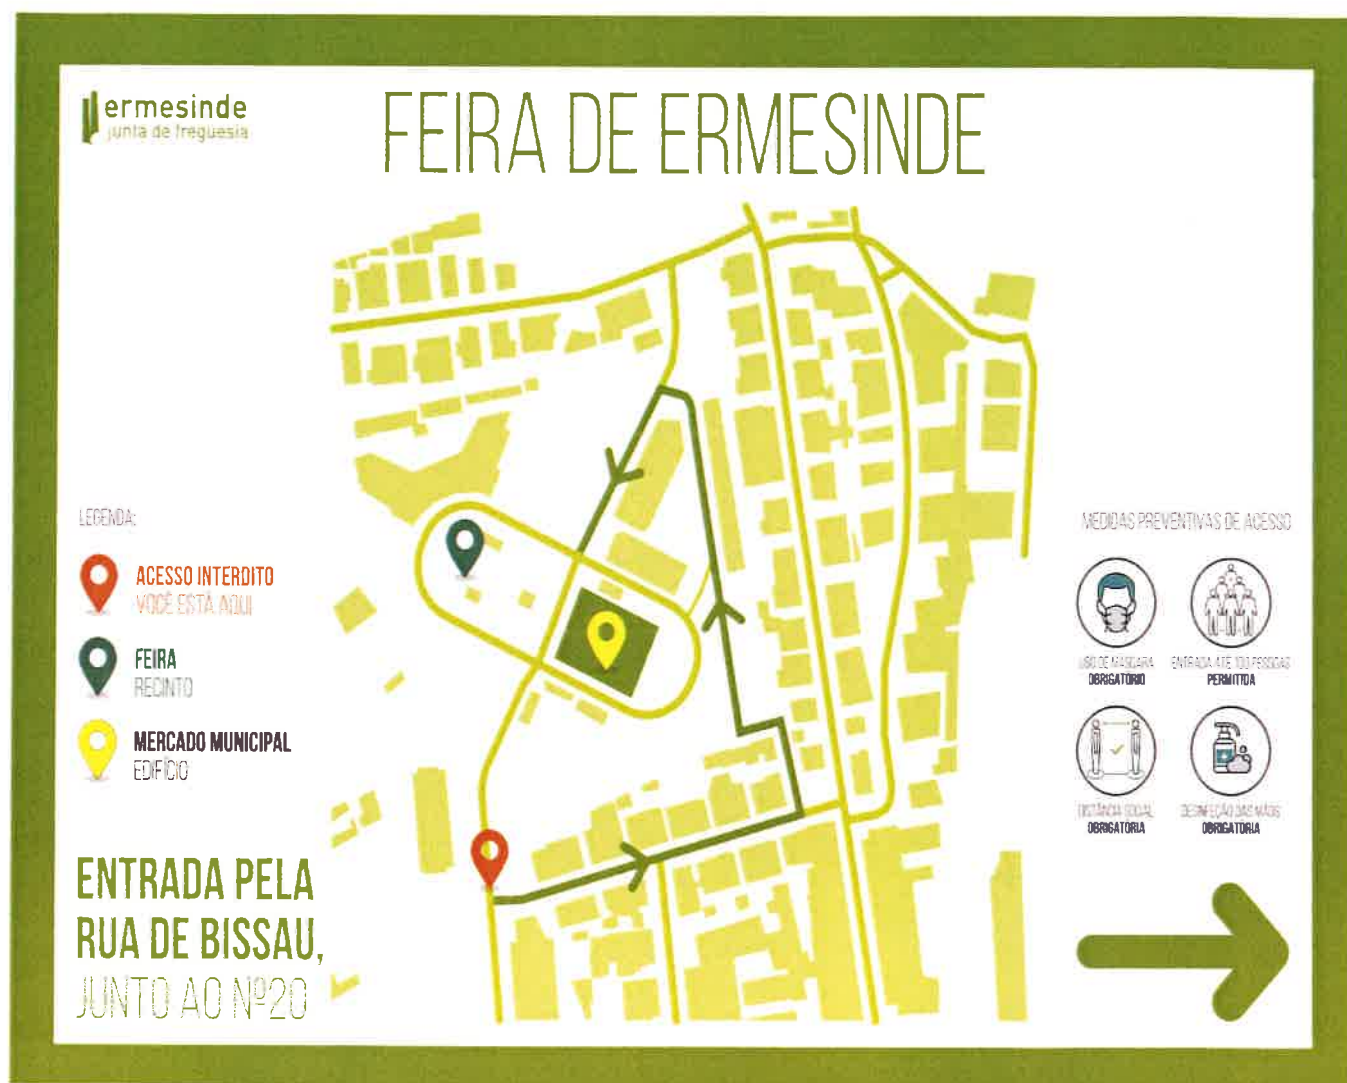 ermesinde
junta de freguesia
FEIRA DE ERMESINDE
LEGENDA:
ACESSO INTERDITO
VOCÊ ESTÁ AQUI
FEIRA
RECINTO
MERCADO MUNICIPAL
EDIFÍCIO
ENTRADA PELA
RUA DE BISSAU,
JUNTO AO Nº20
MEDIDAS PREVENTIVAS DE ACESSO
USO DE MÁSCARA
OBRIGATÓRIO
ENTRADA ATÉ 100 PESSOAS
PERMITIDA
DISTÂNCIA SOCIAL
OBRIGATÓRIA
DESINFEÇÃO DAS MÃOS
OBRIGATÓRIA